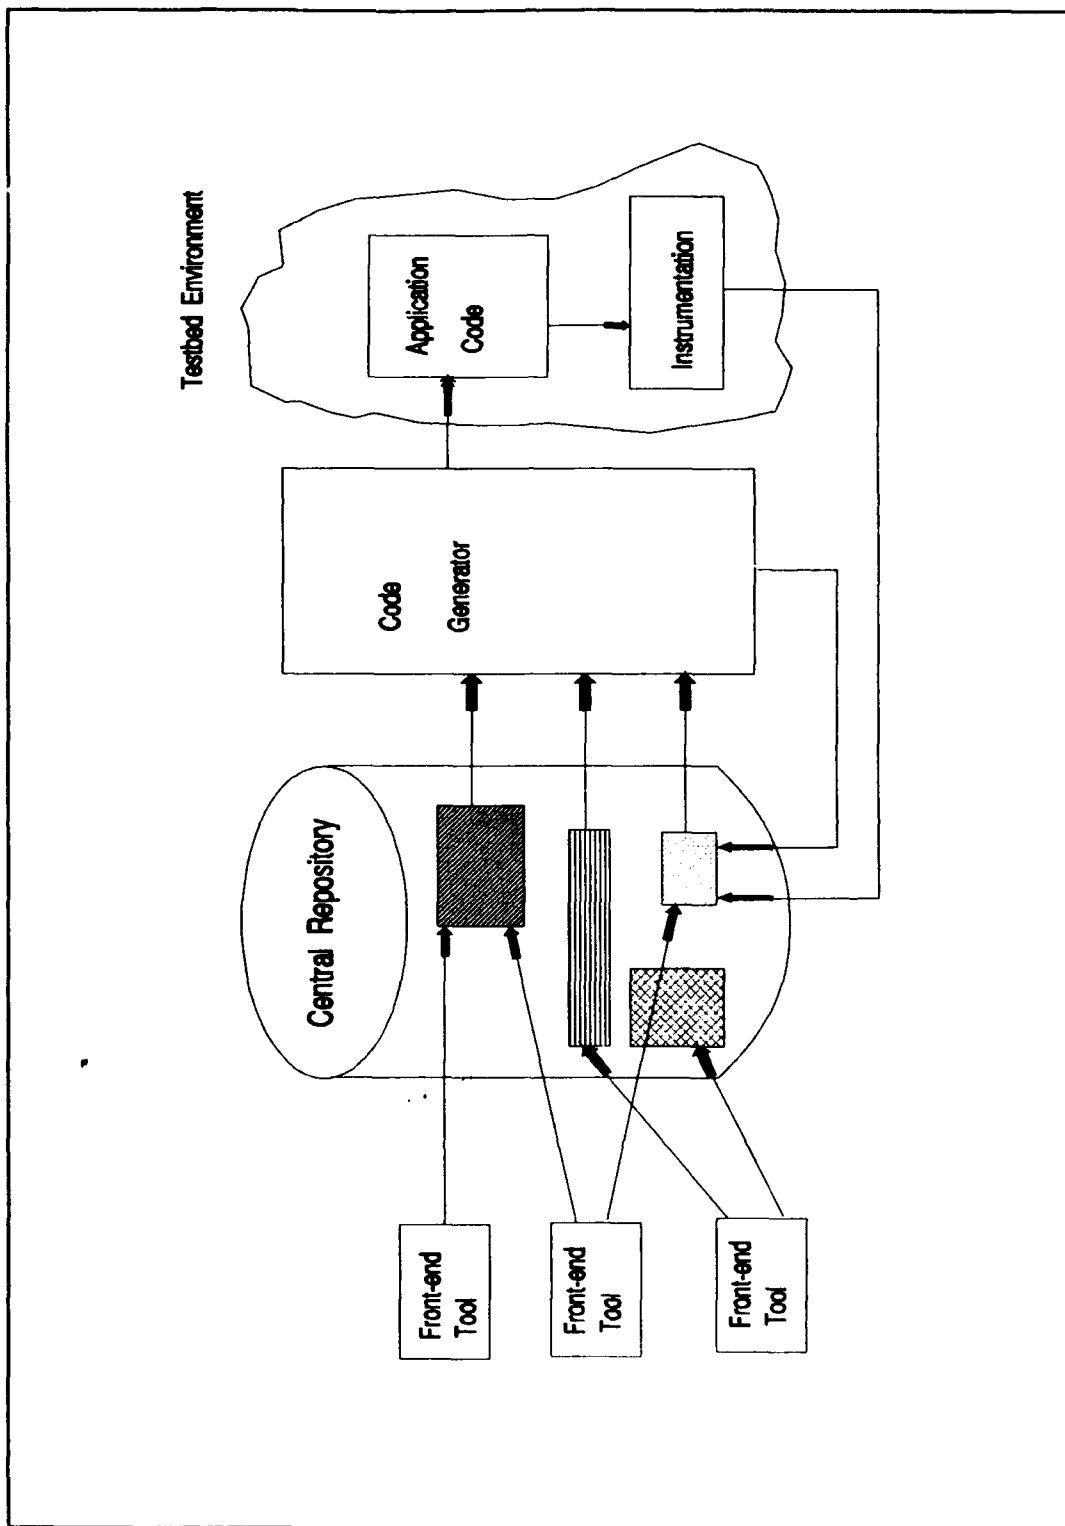 Testbed Environment
Central Repository
Front-end
Tool
Front-end
Tool
Front-end
Tool
Code
Generator
Application
Code
Instrumentation